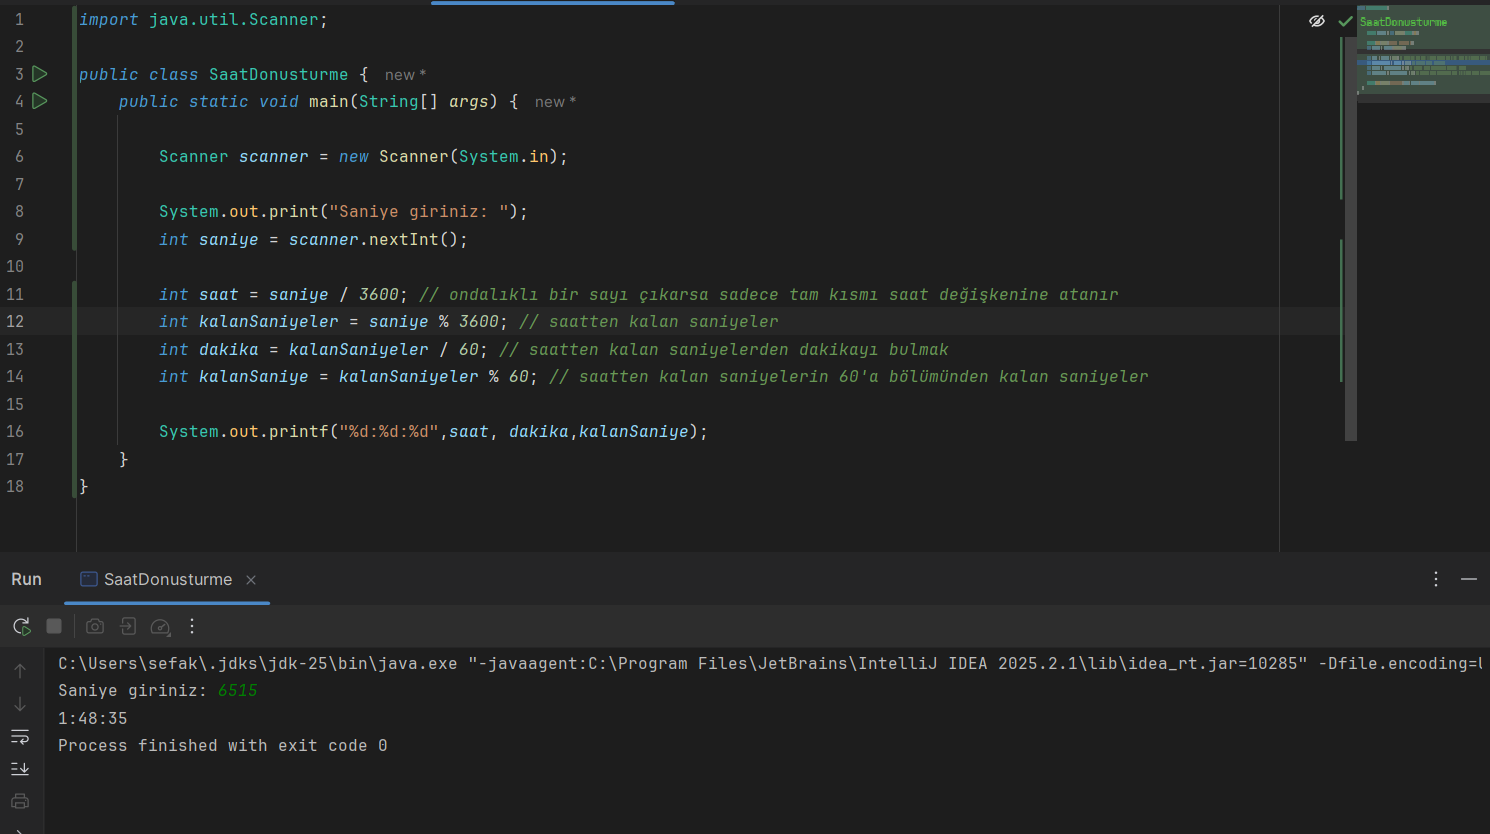 1 import java.util.Scanner;
2
3 public class SaatDonusturme { new *
4 public static void main(String[] args) { new *
5
6 Scanner scanner = new Scanner(System.in);
7
8 System.out.print("Saniye giriniz: ");
9 int saniye = scanner.nextInt();
10
11 int saat = saniye / 3600; // ondalıklı bir sayı çıkarsa sadece tam kısmı saat değişkenine atanır
12 int kalanSaniyeler = saniye % 3600; // saatten kalan saniyeler
13 int dakika = kalanSaniyeler / 60; // saatten kalan saniyelerden dakikayı bulmak
14 int kalanSaniye = kalanSaniyeler % 60; // saatten kalan saniyelerin 60'a bölümünden kalan saniyeler
15
16 System.out.printf("%d:%d:%d",saat, dakika,kalanSaniye);
17 }
18 }
SaatDonusturme
Run SaatDonusturme
C:\Users\sefak\.jdks\jdk-25\bin\java.exe "-javaagent:C:\Program Files\JetBrains\IntelliJ IDEA 2025.2.1\lib\idea_rt.jar=10285" -Dfile.encoding=U
Saniye giriniz: 6515
1:48:35
Process finished with exit code 0